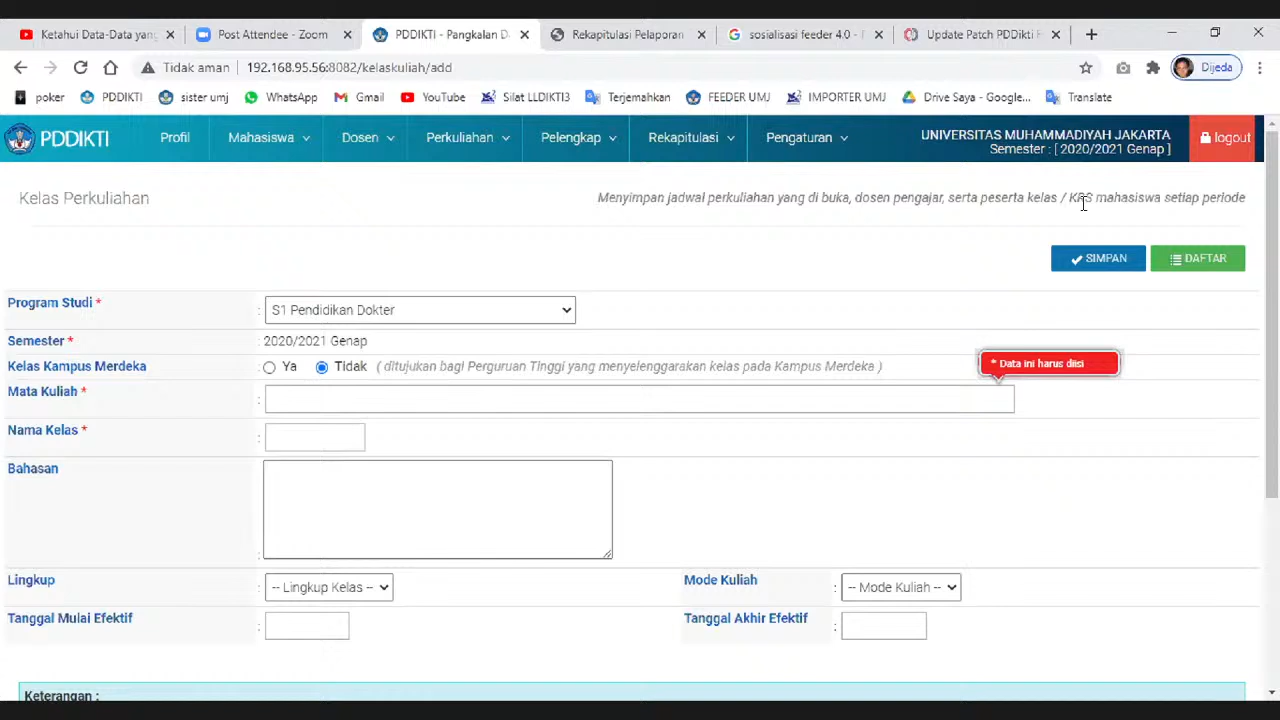 Ketahui Data-Data yang
Post Attendee - Zoom
PDDIKTI - Pangkalan D
Rekapitulasi Pelaporan
sosialisasi feeder 4.0 -
Update Patch PDDikti
Tidak aman
192.168.95.56:8082/kelaskuliah/add
Dijeda
poker
PDDIKTI
sister umj
WhatsApp
Gmail
YouTube
Silat LLDIKTI3
Terjemahkan
FEEDER UMJ
IMPORTER UMJ
Drive Saya - Google...
Translate
PDDIKTI
Profil
Mahasiswa
Dosen
Perkuliahan
Pelengkap
Rekapitulasi
Pengaturan
UNIVERSITAS MUHAMMADIYAH JAKARTA
Semester : [ 2020/2021 Genap ]
logout
Kelas Perkuliahan
Menyimpan jadwal perkuliahan yang di buka, dosen pengajar, serta peserta kelas / KRS mahasiswa setiap periode
SIMPAN
DAFTAR
Program Studi *
: S1 Pendidikan Dokter
Semester *
: 2020/2021 Genap
Kelas Kampus Merdeka
: Ya Tidak ( ditujukan bagi Perguruan Tinggi yang menyelenggarakan kelas pada Kampus Merdeka )
* Data ini harus diisi
Mata Kuliah *
:
Nama Kelas *
:
Bahasan
:
Lingkup
: -- Lingkup Kelas --
Mode Kuliah
: -- Mode Kuliah --
Tanggal Mulai Efektif
:
Tanggal Akhir Efektif
:
Keterangan :